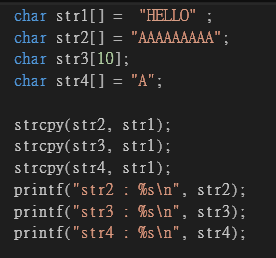 char str1[] =  "HELLO" ;
char str2[] = "AAAAAAAAA";
char str3[10];
char str4[] = "A";

strcpy(str2, str1);
strcpy(str3, str1);
strcpy(str4, str1);
printf("str2 : %s\n", str2);
printf("str3 : %s\n", str3);
printf("str4 : %s\n", str4);